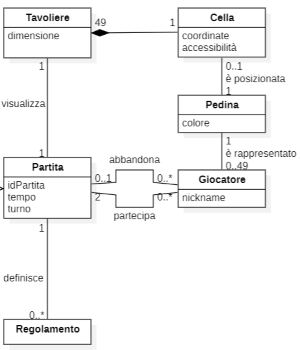 Tavoliere
dimensione
49
1
Cella
coordinate
accessibilità
0..1
è posizionata
1
Pedina
colore
1
è rappresentato
0..49
1
visualizza
1
Partita
idPartita
tempo
turno
abbandona
0..1
0..*
2
0..*
partecipa
Giocatore
nickname
1
definisce
0..*
Regolamento